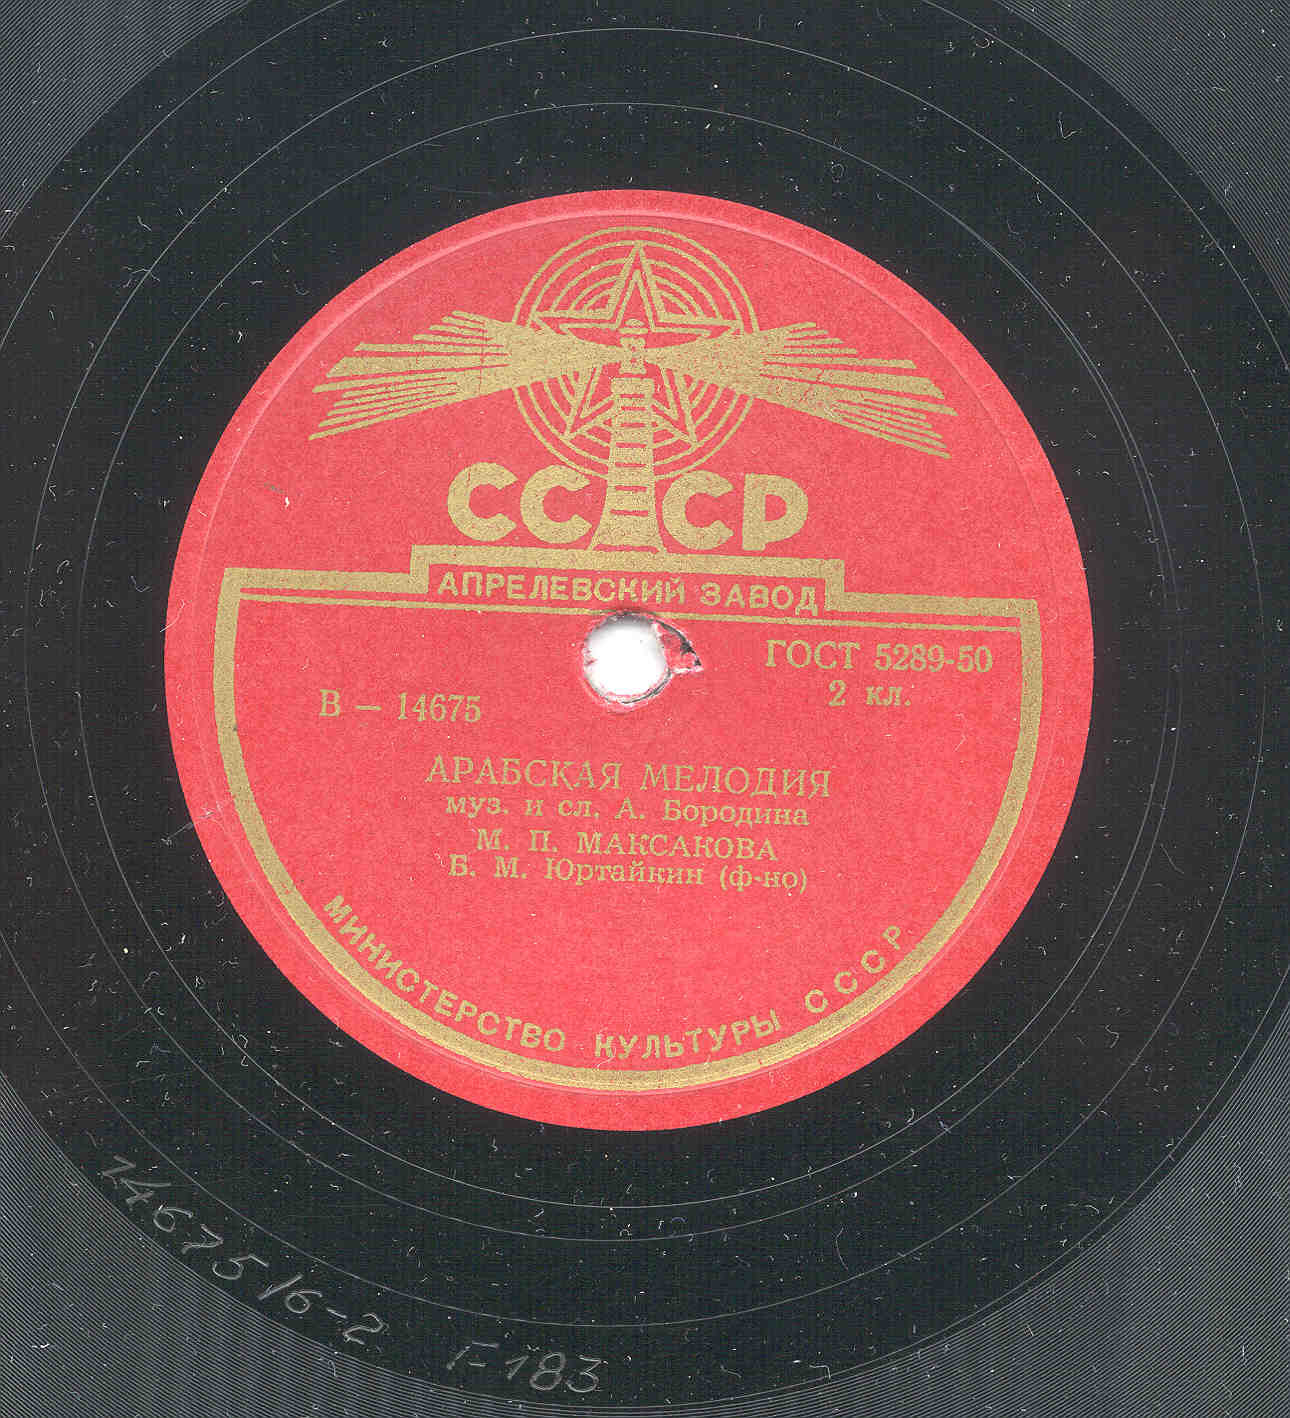 СССР
АПРЕЛЕВСКИЙ ЗАВОД
ГОСТ 5289-50
2 кл.
В — 14675
АРАБСКАЯ МЕЛОДИЯ
муз. и сл. А. Бородина
М. П. МАКСАКОВА
Б. М. Юртайкин (ф-но)
МИНИСТЕРСТВО КУЛЬТУРЫ СССР
14675/6-2 Г-183